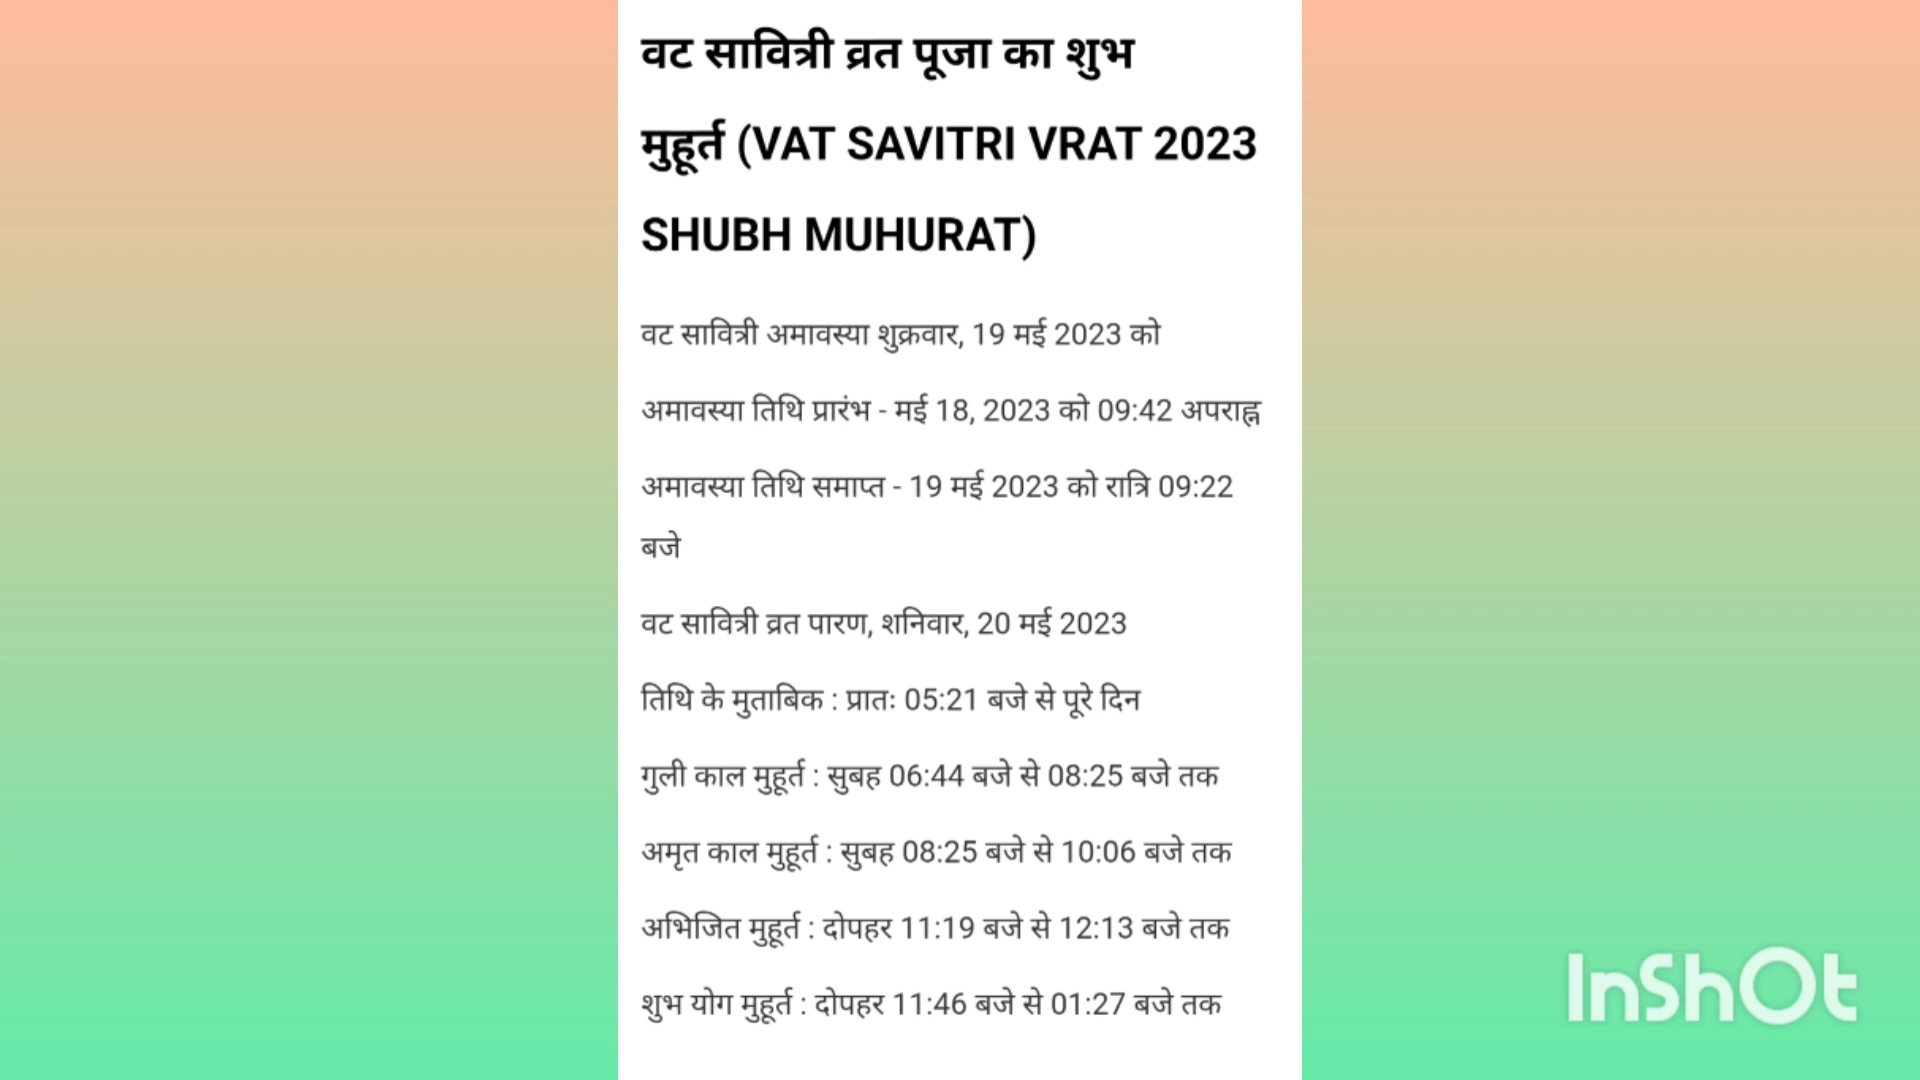 वट सावित्री व्रत पूजा का शुभ
मुहूर्त (VAT SAVITRI VRAT 2023
SHUBH MUHURAT)
वट सावित्री अमावस्या शुक्रवार, 19 मई 2023 को
अमावस्या तिथि प्रारंभ - मई 18, 2023 को 09:42 अपराह्न
अमावस्या तिथि समाप्त - 19 मई 2023 को रात्रि 09:22
बजे
वट सावित्री व्रत पारण, शनिवार, 20 मई 2023
तिथि के मुताबिक : प्रातः 05:21 बजे से पूरे दिन
गुली काल मुहूर्त : सुबह 06:44 बजे से 08:25 बजे तक
अमृत काल मुहूर्त : सुबह 08:25 बजे से 10:06 बजे तक
अभिजित मुहूर्त : दोपहर 11:19 बजे से 12:13 बजे तक
शुभ योग मुहूर्त : दोपहर 11:46 बजे से 01:27 बजे तक
InShOt